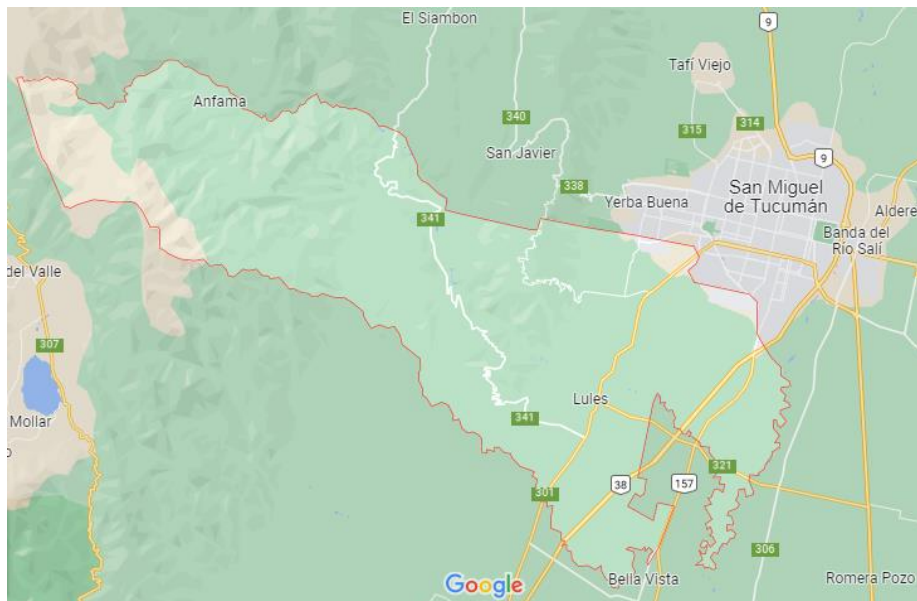 El Siambon
9
Tafí Viejo
Anfama
340
315
314
San Javier
9
338
Yerba Buena
San Miguel
de Tucumán
341
Aldere
Banda del
Río Salí
del Valle
307
Mollar
Lules
341
321
301
38
157
306
Google
Bella Vista
Romera Pozo